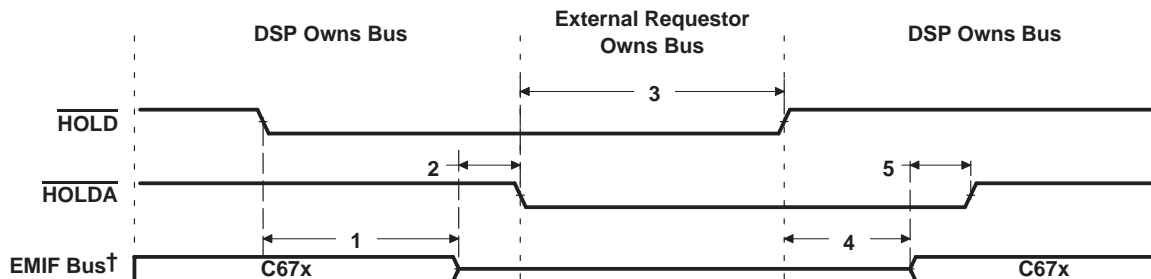 DSP Owns Bus
External Requestor
Owns Bus
DSP Owns Bus
3
HOLD
2
5
HOLDA
1
4
EMIF Bus†
C67x
C67x